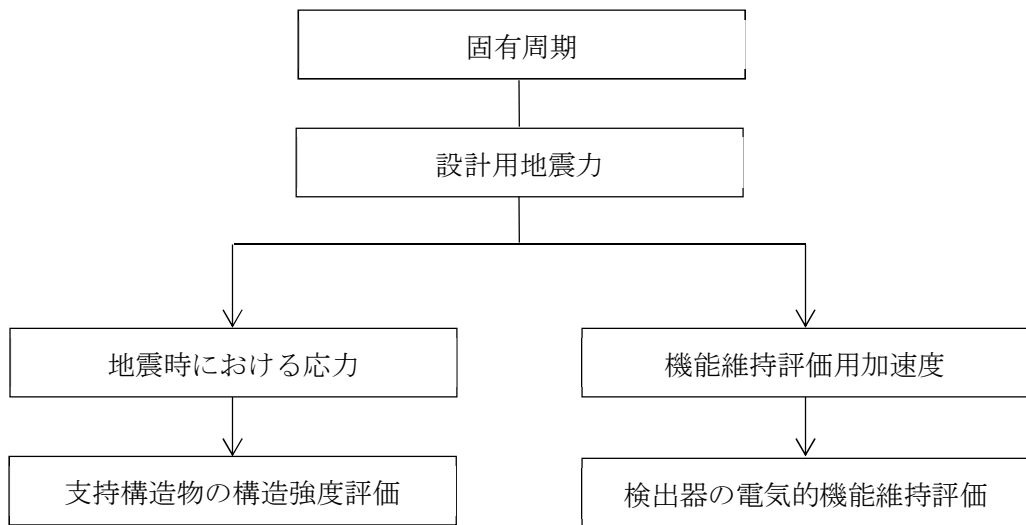 固有周期
設計用地震力
地震時における応力
機能維持評価用加速度
支持構造物の構造強度評価
検出器の電気的機能維持評価